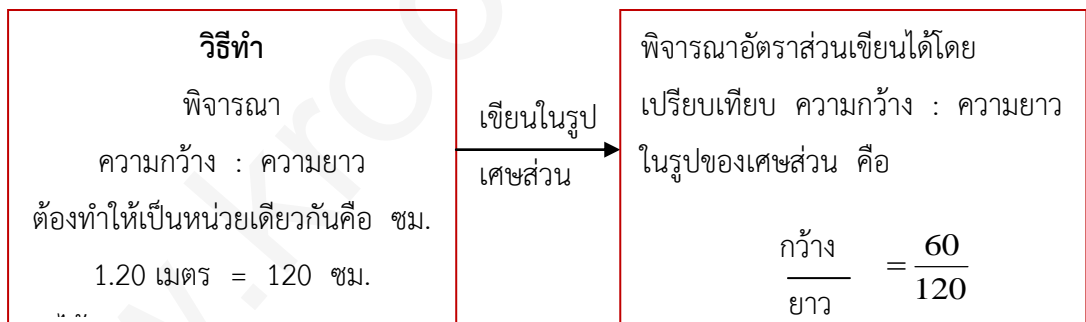 วิธีทำ
พิจารณา
ความกว้าง : ความยาว
ต้องทำให้เป็นหน่วยเดียวกันคือ ซม.
1.20 เมตร = 120 ซม.
เขียนในรูป
เศษส่วน
พิจารณาอัตราส่วนเขียนได้โดย
เปรียบเทียบ ความกว้าง : ความยาว
ในรูปของเศษส่วน คือ
กว้าง/ยาว = 60/120